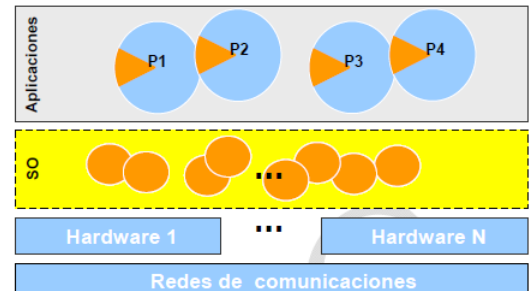 Aplicaciones
P1
P2
P3
P4
SO
...
Hardware 1
...
Hardware N
Redes de comunicaciones